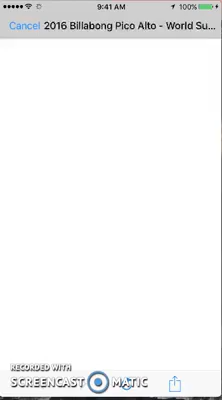 9:41 AM 100%
Cancel 2016 Billabong Pico Alto - World Su...
RECORDED WITH
SCREENCAST MATIC